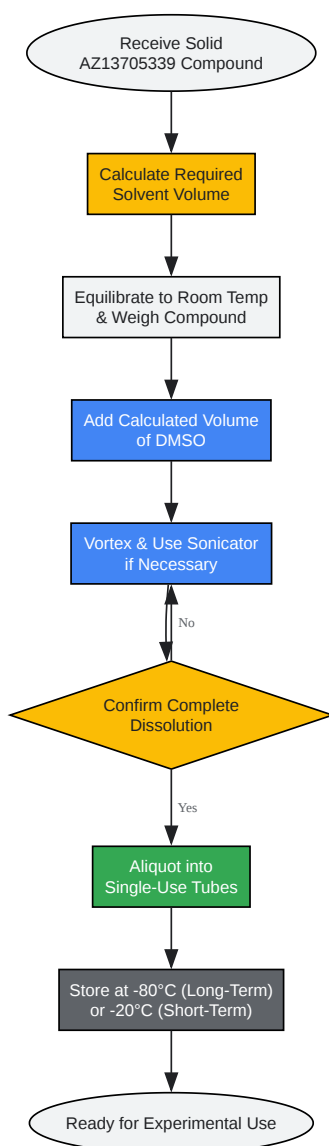 Receive Solid
AZ13705339 Compound
Calculate Required
Solvent Volume
Equilibrate to Room Temp
& Weigh Compound
Add Calculated Volume
of DMSO
Vortex & Use Sonicator
if Necessary
No
Confirm Complete
Dissolution
Yes
Aliquot into
Single-Use Tubes
Store at -80°C (Long-Term)
or -20°C (Short-Term)
Ready for Experimental Use